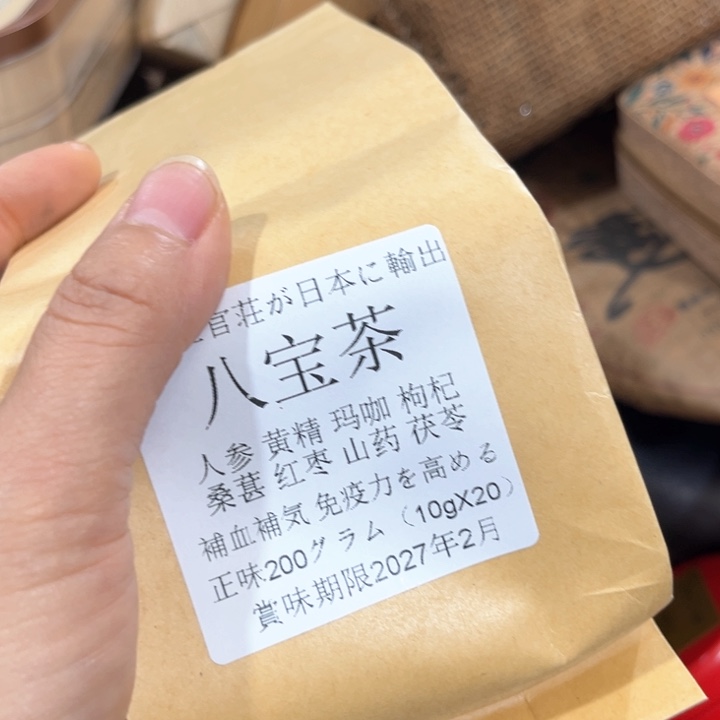 官荘が日本に輸出
八宝茶
人参 黄精 玛咖 枸杞
桑葚 红枣 山药 茯苓
補血補気 免疫力を高める
正味200グラム（10gX20）
賞味期限2027年2月